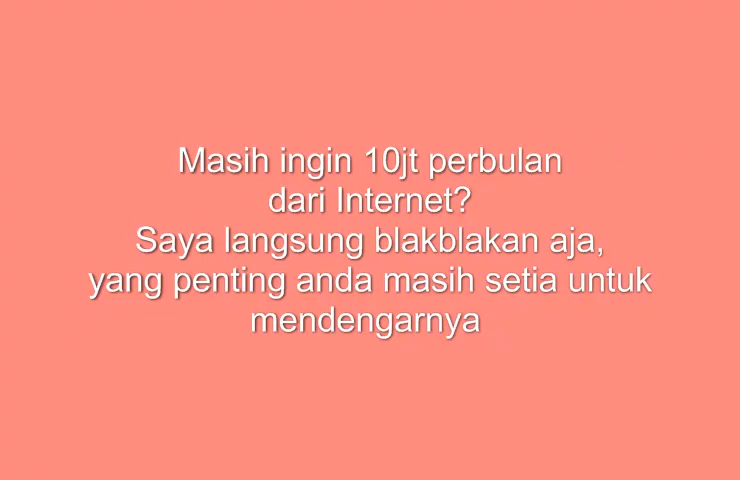 Masih ingin 10jt perbulan
dari Internet?
Saya langsung blakblakan aja,
yang penting anda masih setia untuk
mendengarnya